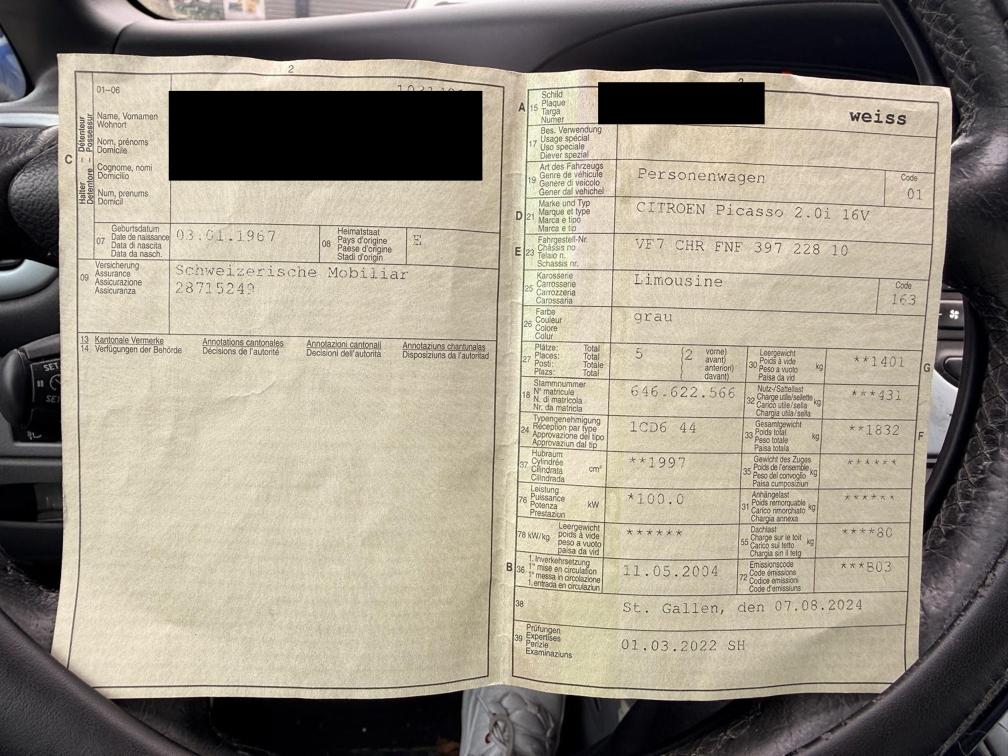 2
01-06
C
Halter – Détenteur
Detentore – Possessur
Name, Vornamen
Wohnort
Nom, prénoms
Domicile
Cognome, nomi
Domicilio
Num, prenums
Domicil
07
Geburtsdatum
Date de naissance
Data di nascita
Data da nasch.
03.01.1967
08
Heimatstaat
Pays d'origine
Paese d'origine
Stadi d'origin
E
09
Versicherung
Assurance
Assicurazione
Assicuranza
Schweizerische Mobiliar
28715249
13
14
Kantonale Vermerke
Verfügungen der Behörde
Annotations cantonales
Décisions de l'autorité
Annotazioni cantonali
Decisioni dell'autorità
Annotaziuns chantunalas
Disposiziuns da l'autoritad
A
15
Schild
Plaque
Targa
Numer
weiss
17
Bes. Verwendung
Usage spécial
Uso speciale
Diever spezial
19
Art des Fahrzeugs
Genre de véhicule
Genere di veicolo
Gener dal vehichel
Personenwagen
Code
01
D
21
Marke und Typ
Marque et type
Marca e tipo
Marca e tip
CITROEN Picasso 2.0i 16V
E
23
Fahrgestell-Nr.
Châssis no
Telaio n.
Schassis nr.
VF7 CHR FNF 397 228 10
25
Karosserie
Carrosserie
Carrozzeria
Carossaria
Limousine
Code
163
26
Farbe
Couleur
Colore
Colur
grau
27
Plätze: Total
Places: Total
Posti: Totale
Plazs: Total
5
(2 vorne)
avant)
anteriori)
davant)
30
Leergewicht
Poids à vide
Peso a vuoto
Paisa da vid
kg
**1401
G
18
Stammnummer
N° matricule
N. di matricola
Nr. da matricla
646.622.566
32
Nutz-/Sattellast
Charge utile/sellette
Carico utile/sella
Chargia utila/sella
kg
***431
24
Typengenehmigung
Réception par type
Approvazione del tipo
Approvaziun dal tip
1CD6 44
33
Gesamtgewicht
Poids total
Peso totale
Paisa totala
kg
**1832
F
37
Hubraum
Cylindrée
Cilindrata
Cilindrada
cm³
**1997
35
Gewicht des Zuges
Poids de l'ensemble
Peso del convoglio
Paisa cumposiziun
kg
******
76
Leistung
Puissance
Potenza
Prestaziun
kW
*100.0
31
Anhängelast
Poids remorquable
Carico rimorchiato
Chargia annexa
kg
******
78 kW/kg
Leergewicht
poids à vide
peso a vuoto
paisa da vid
******
55
Dachlast
Charge sur le toit
Carico sul tetto
Chargia sin il tetg
kg
****80
B
36
1. Inverkehrsetzung
1re mise en circulation
1a messa in circolazione
1. entrada en circulaziun
11.05.2004
72
Emissionscode
Code émissions
Codice emissioni
Code d'emissiuns
***B03
38
St. Gallen, den 07.08.2024
39
Prüfungen
Expertises
Perizie
Examinaziuns
01.03.2022 SH
SET